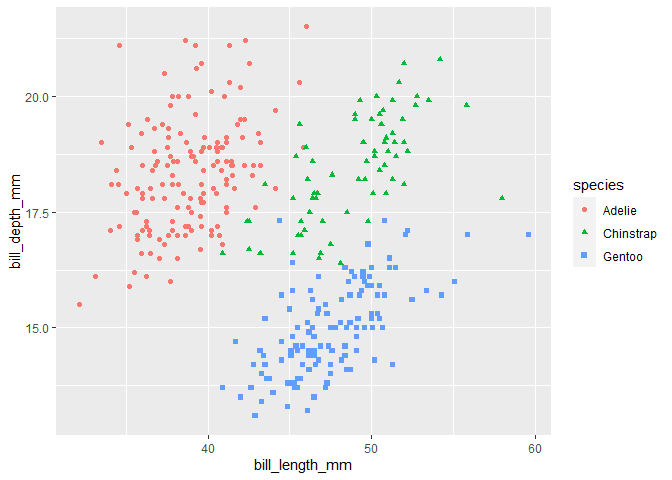 20.0
17.5
15.0
bill_depth_mm
40
50
60
bill_length_mm
species
Adelie
Chinstrap
Gentoo